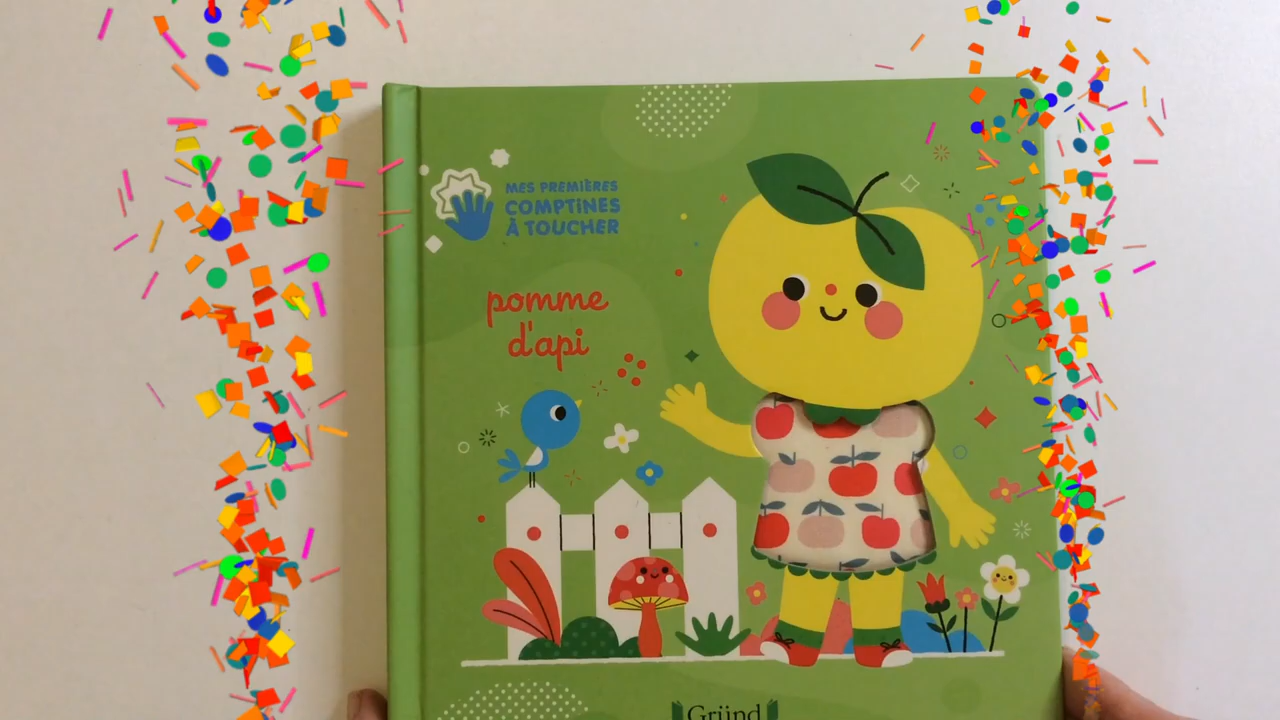 MES PREMIÈRES
COMPTINES
À TOUCHER
pomme
d'api
Gründ